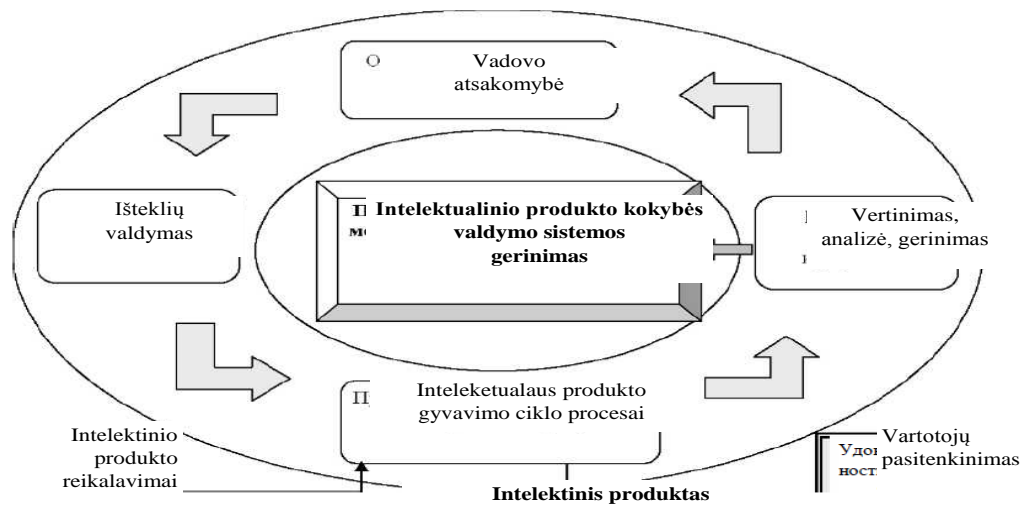 Vadovo
atsakomybė
Išteklių
valdymas
Intelektualinio produkto kokybės
valdymo sistemos
gerinimas
Vertinimas,
analizė, gerinimas
Inteleketualaus produkto
gyvavimo ciklo procesai
Intelektinio
produkto
reikalavimai
Intelektinis produktas
Vartotojų
pasitenkinimas